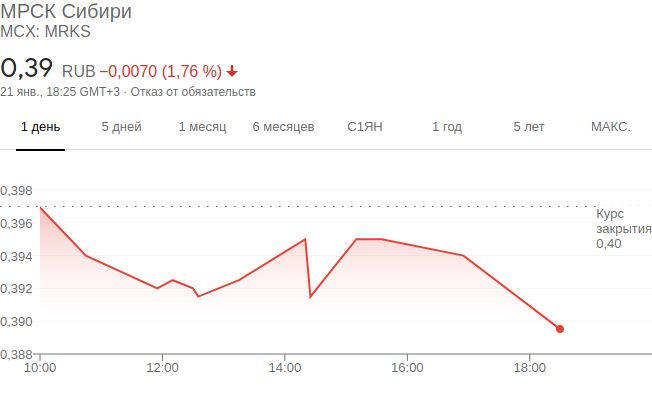 МРСК Сибири
MCX: MRKS
0,39 RUB −0,0070 (1,76 %)
21 янв., 18:25 GMT+3 · Отказ от обязательств
1 день 5 дней 1 месяц 6 месяцев С1ЯН 1 год 5 лет МАКС.
0,398
Курс
закрытия
0,40
0,396
0,394
0,392
0,390
0,388
10:00 12:00 14:00 16:00 18:00